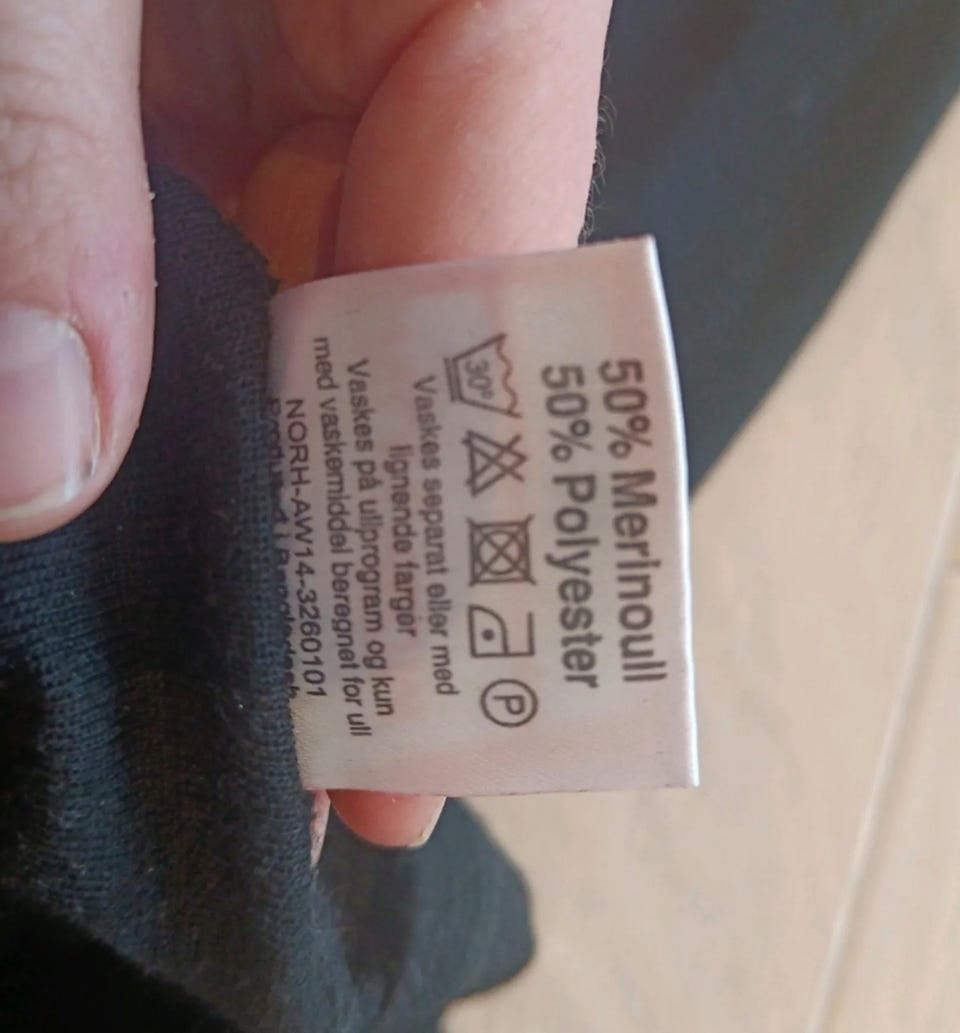 50% Merinoull
50% Polyester
30°
P
Vaskes separat eller med
lignende farger
Vaskes på ullprogram og kun
med vaskemiddel beregnet for ull
NORH-AW14-3260101